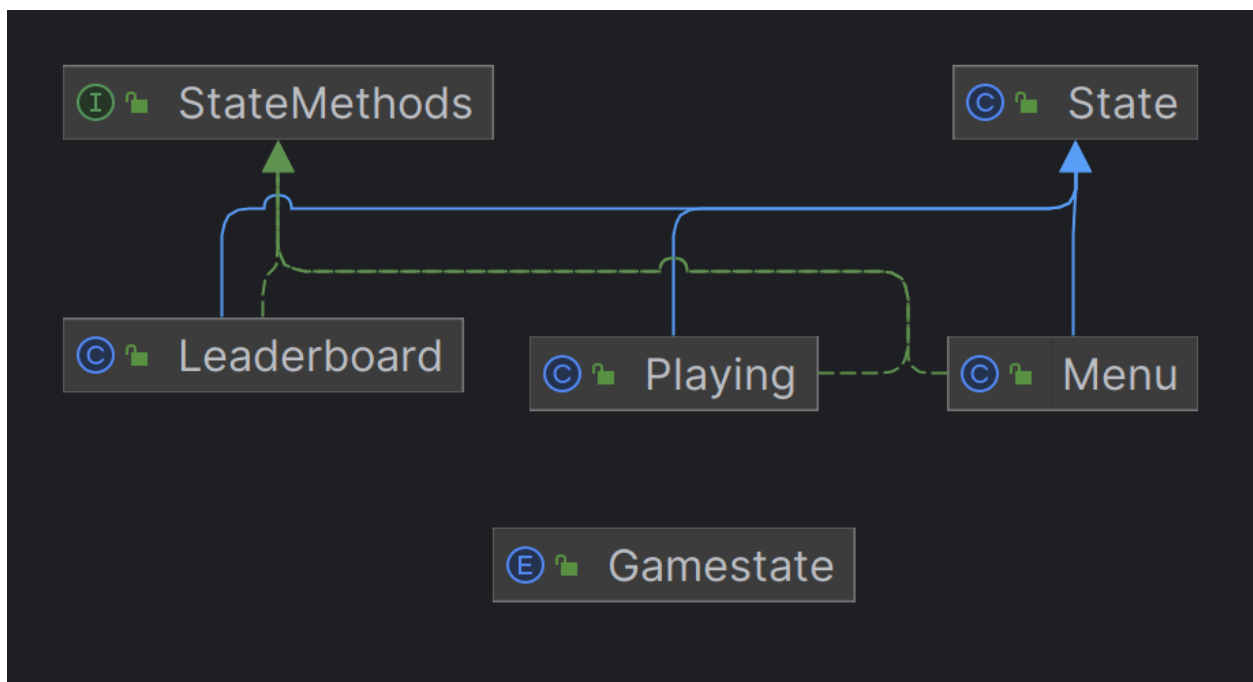 I StateMethods
C State
C Leaderboard
C Playing
C Menu
E Gamestate